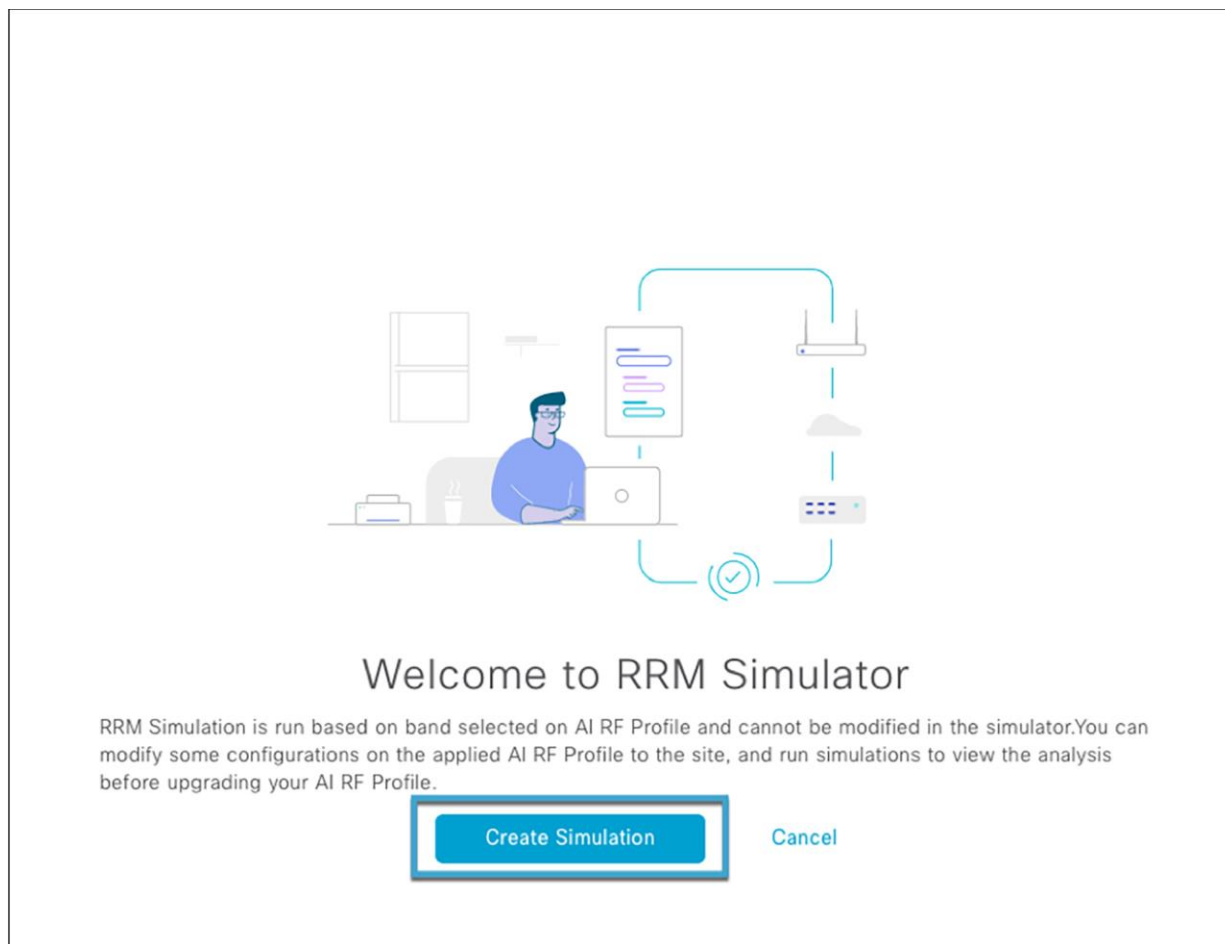 Welcome to RRM Simulator
RRM Simulation is run based on band selected on AI RF Profile and cannot be modified in the simulator.You can
modify some configurations on the applied AI RF Profile to the site, and run simulations to view the analysis
before upgrading your AI RF Profile.
Create Simulation Cancel